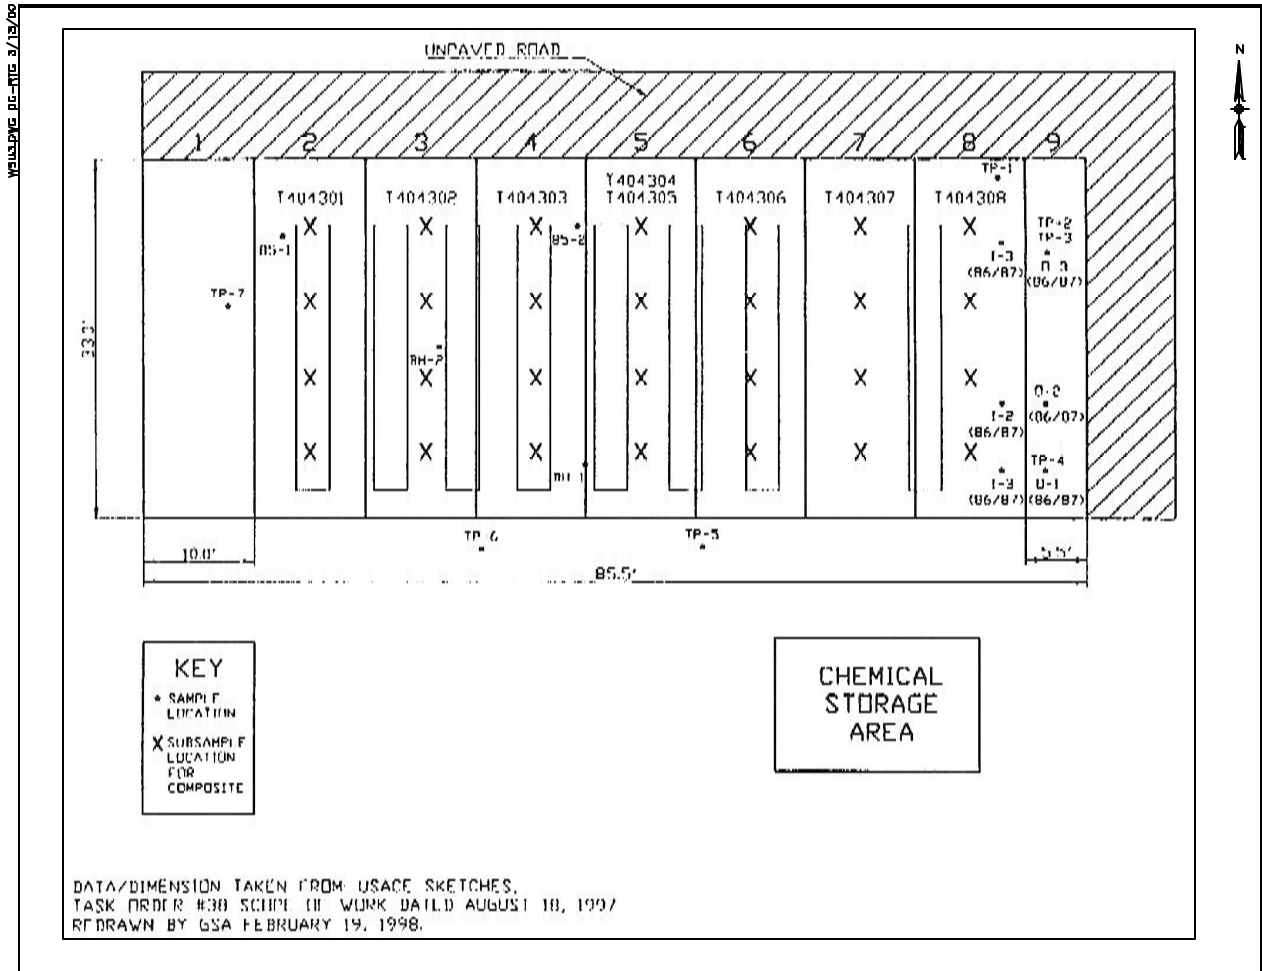 UNPAVED ROAD
N
1 2 3 4 5 6 7 8 9
TP-1
T404304
T404301 T404302 T404303 T404305 T404306 T404307 T404308
TP-2
BS-1
BS-2
TP-3
I-3
(86/87)
(86/87)
TP-7
33.0'
BH-2
I-2
(86/87)
TP-4
BH-1
I-3
(86/87)
(86/87)
TP-6
TP-5
10.0'
5.5'
85.5'
KEY
SAMPLE
LOCATION
X SUBSAMPLE
LOCATION
FOR
COMPOSITE
CHEMICAL
STORAGE
AREA
DATA/DIMENSION TAKEN FROM USACE SKETCHES,
TASK ORDER #38 SCOPE OF WORK DATED AUGUST 18, 1997
REDRAWN BY GSA FEBRUARY 19, 1998.